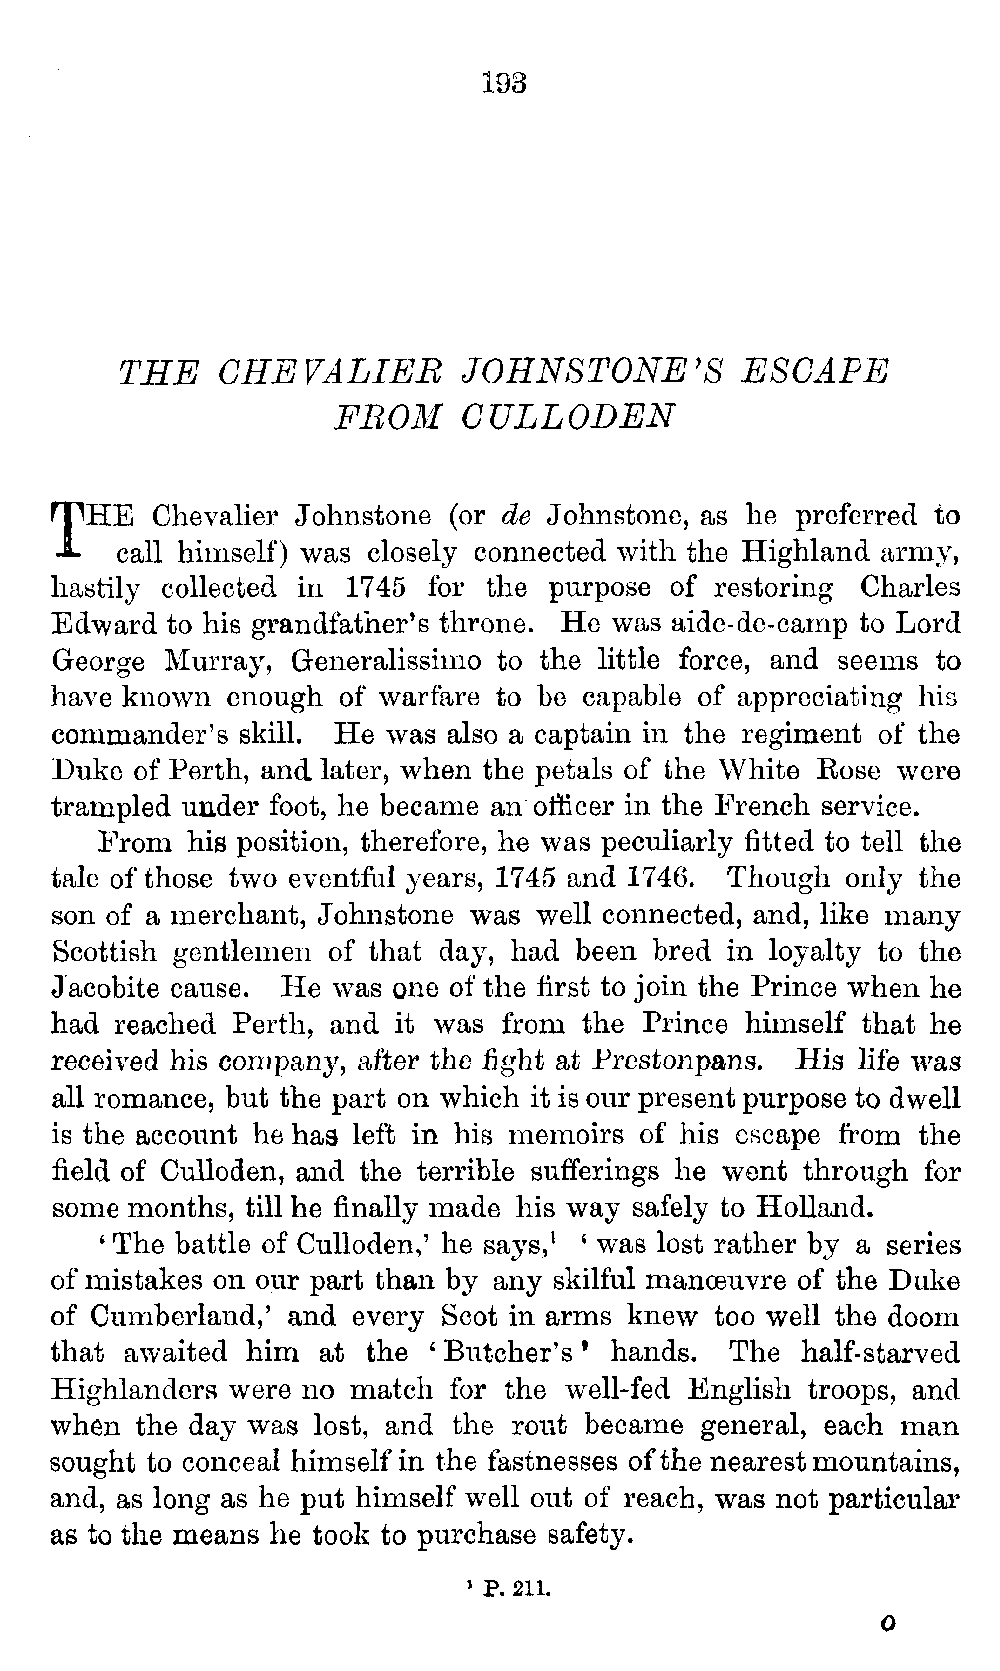 193
THE CHEVALIER JOHNSTONE'S ESCAPE
FROM CULLODEN
THE Chevalier Johnstone (or de Johnstone, as he preferred to
call himself) was closely connected with the Highland army,
hastily collected in 1745 for the purpose of restoring Charles
Edward to his grandfather's throne. He was aide-de-camp to Lord
George Murray, Generalissimo to the little force, and seems to
have known enough of warfare to be capable of appreciating his
commander's skill. He was also a captain in the regiment of the
Duke of Perth, and later, when the petals of the White Rose were
trampled under foot, he became an officer in the French service.
From his position, therefore, he was peculiarly fitted to tell the
tale of those two eventful years, 1745 and 1746. Though only the
son of a merchant, Johnstone was well connected, and, like many
Scottish gentlemen of that day, had been bred in loyalty to the
Jacobite cause. He was one of the first to join the Prince when he
had reached Perth, and it was from the Prince himself that he
received his company, after the fight at Prestonpans. His life was
all romance, but the part on which it is our present purpose to dwell
is the account he has left in his memoirs of his escape from the
field of Culloden, and the terrible sufferings he went through for
some months, till he finally made his way safely to Holland.
'The battle of Culloden,' he says,¹ 'was lost rather by a series
of mistakes on our part than by any skilful manœuvre of the Duke
of Cumberland,' and every Scot in arms knew too well the doom
that awaited him at the 'Butcher's' hands. The half-starved
Highlanders were no match for the well-fed English troops, and
when the day was lost, and the rout became general, each man
sought to conceal himself in the fastnesses of the nearest mountains,
and, as long as he put himself well out of reach, was not particular
as to the means he took to purchase safety.
¹ P. 211.
O